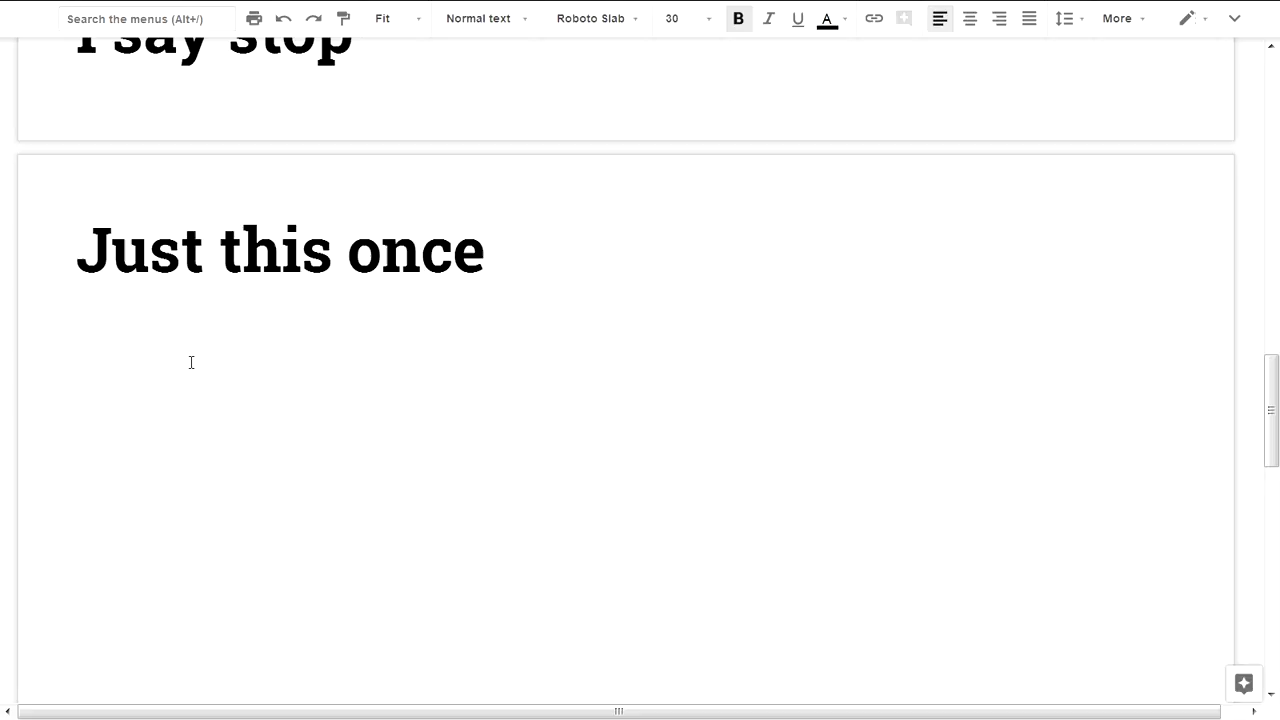 Search the menus (Alt+/) Fit Normal text Roboto Slab 30 B I U A More
I say stop
Just this once